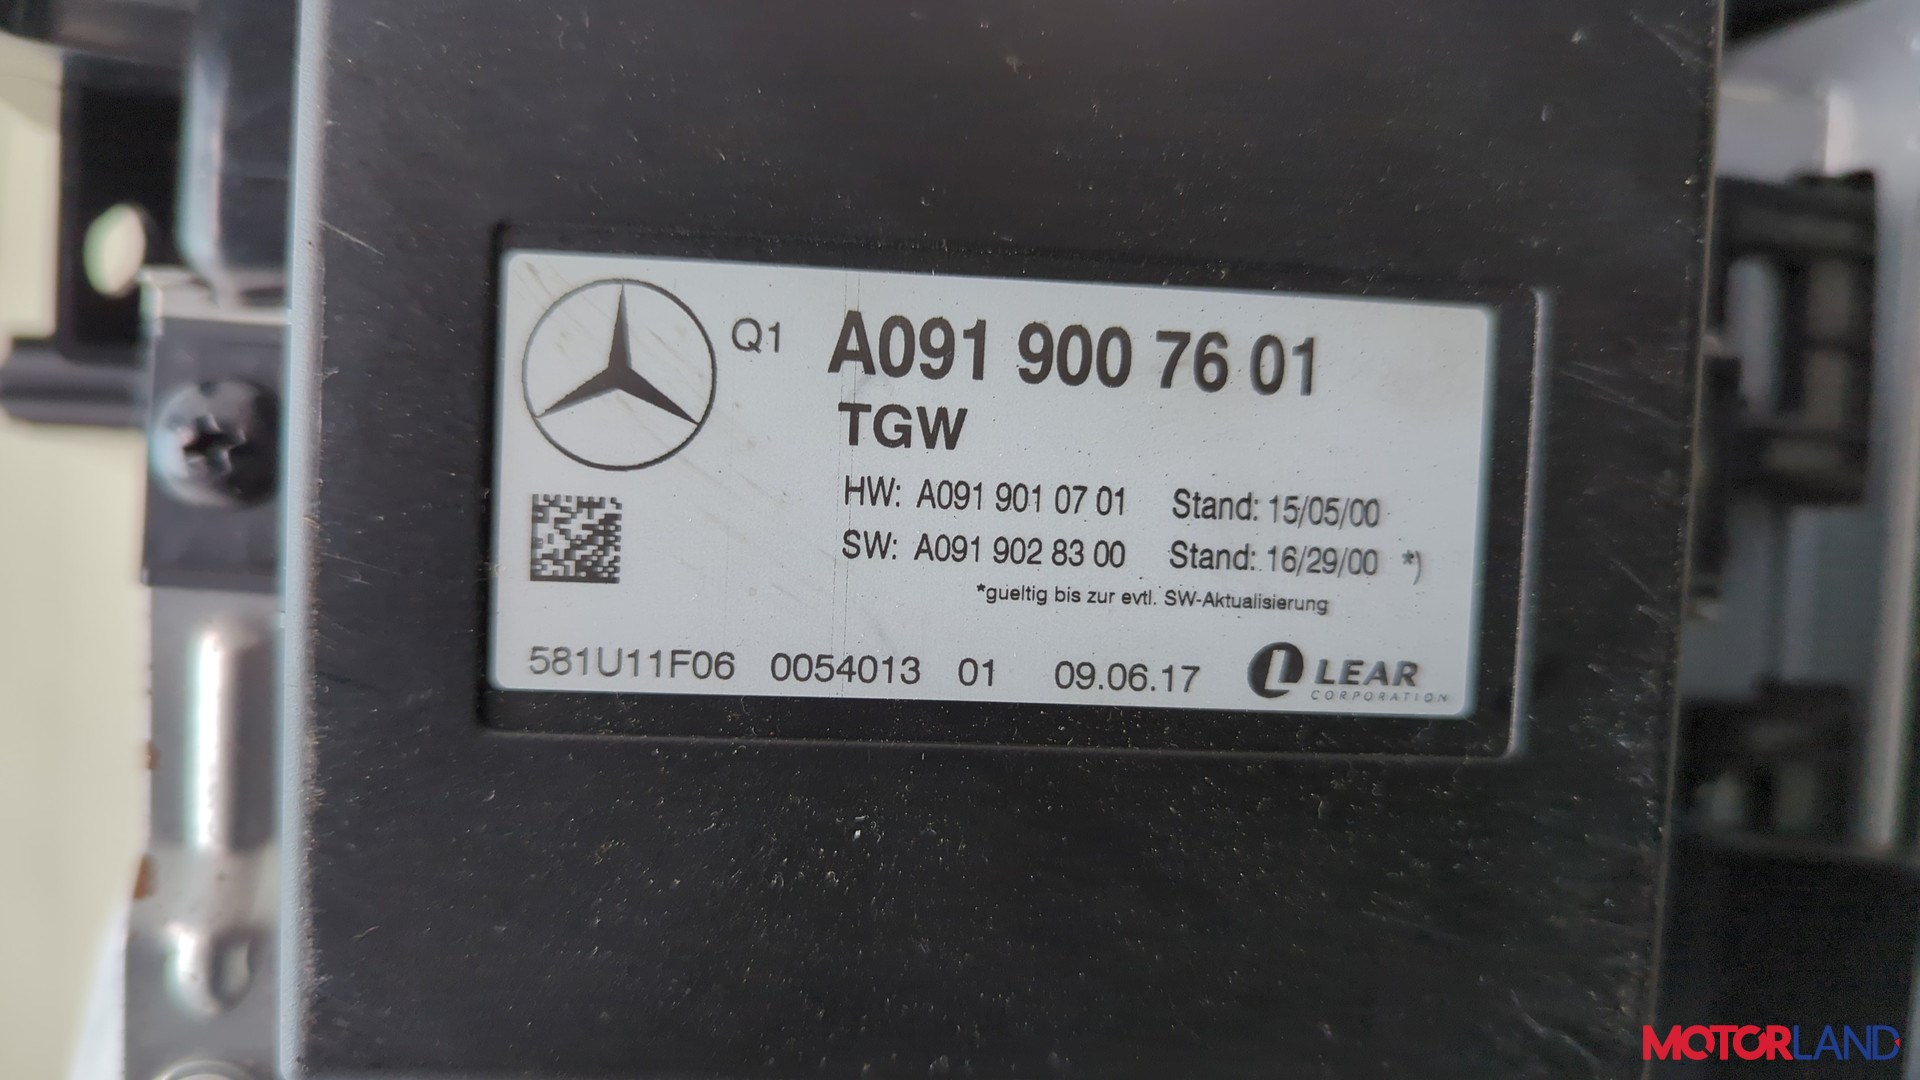 Q1 A091 900 76 01
TGW
HW: A091 901 07 01 Stand: 15/05/00
SW: A091 902 83 00 Stand: 16/29/00 *)
*gueltig bis zur evtl. SW-Aktualisierung
581U11F06 0054013 01 09.06.17 LEAR
CORPORATION
MOTORLAND